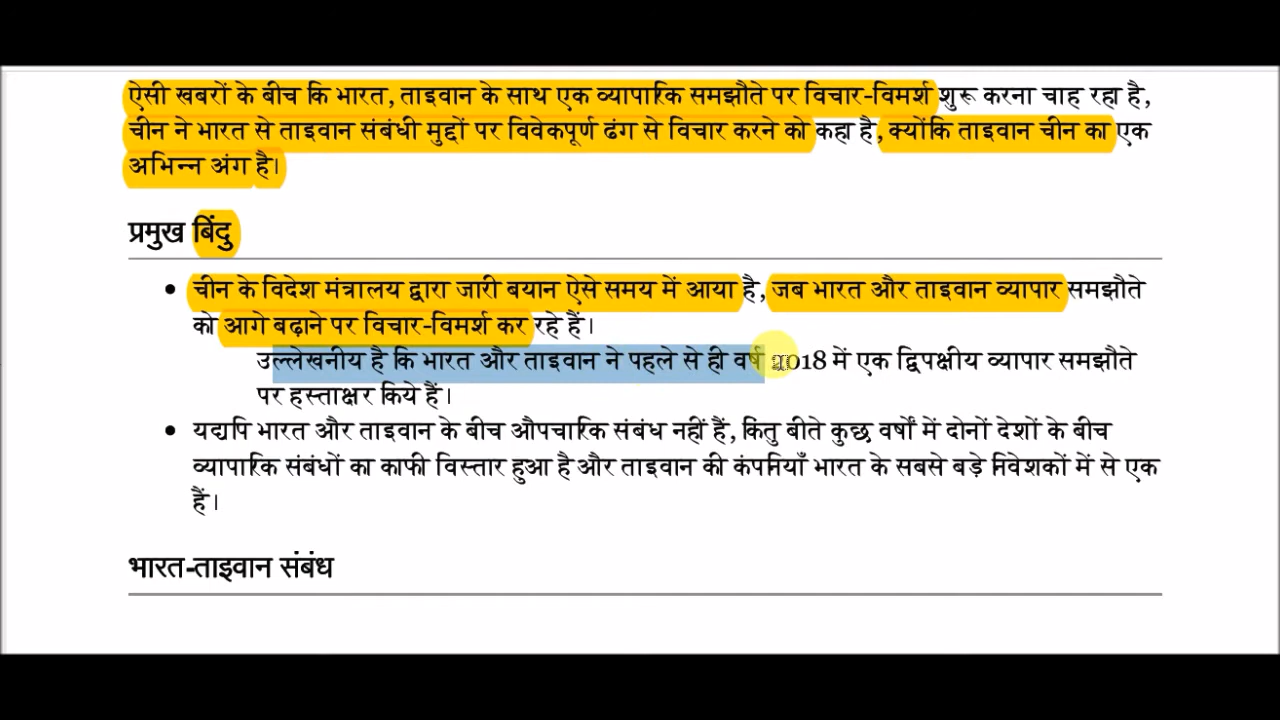 ऐसी खबरों के बीच कि भारत, ताइवान के साथ एक व्यापारिक समझौते पर विचार-विमर्श शुरू करना चाह रहा है,
चीन ने भारत से ताइवान संबंधी मुद्दों पर विवेकपूर्ण ढंग से विचार करने को कहा है, क्योंकि ताइवान चीन का एक
अभिन्न अंग है।
प्रमुख बिंदु
• चीन के विदेश मंत्रालय द्वारा जारी बयान ऐसे समय में आया है, जब भारत और ताइवान व्यापार समझौते
को आगे बढ़ाने पर विचार-विमर्श कर रहे हैं।
उल्लेखनीय है कि भारत और ताइवान ने पहले से ही वर्ष 2018 में एक द्विपक्षीय व्यापार समझौते
पर हस्ताक्षर किये हैं।
• यद्यपि भारत और ताइवान के बीच औपचारिक संबंध नहीं हैं, किंतु बीते कुछ वर्षों में दोनों देशों के बीच
व्यापारिक संबंधों का काफी विस्तार हुआ है और ताइवान की कंपनियाँ भारत के सबसे बड़े निवेशकों में से एक
हैं।
भारत-ताइवान संबंध